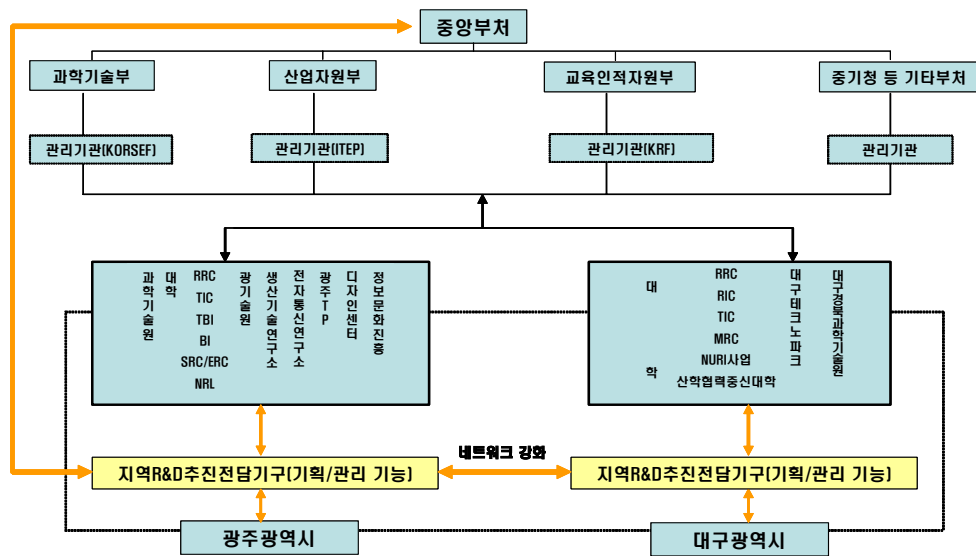 중앙부처
과학기술부
산업자원부
교육인적자원부
중기청 등 기타부처
관리기관(KORSEF)
관리기관(ITEP)
관리기관(KRF)
관리기관
과학기술원
대학
RRC
TIC
TBI
BI
SRC/ERC
NRL
광기술원
생산기술연구소
전자통신연구소
광주TP
디자인센터
정보문화진흥
대학
RRC
RIC
TIC
MRC
NURI사업
산학협력중신대학
대구테크노파크
대구경북과학기술원
네트워크 강화
지역R&D추진전담기구(기획/관리 기능)
지역R&D추진전담기구(기획/관리 기능)
광주광역시
대구광역시